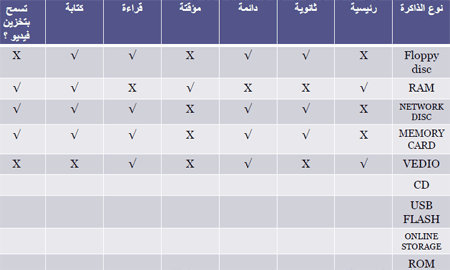 نوع الذاكرة رئيسية ثانوية دائمة مؤقتة قراءة كتابة تسمح بتخزين فيديو ؟
Floppy disc X √ √ X √ √ X
RAM √ X X √ X √ √
NETWORK DISC X √ √ X √ √ √
MEMORY CARD X √ √ X √ √ √
VEDIO √ X √ X √ X X
CD
USB FLASH
ONLINE STORAGE
ROM